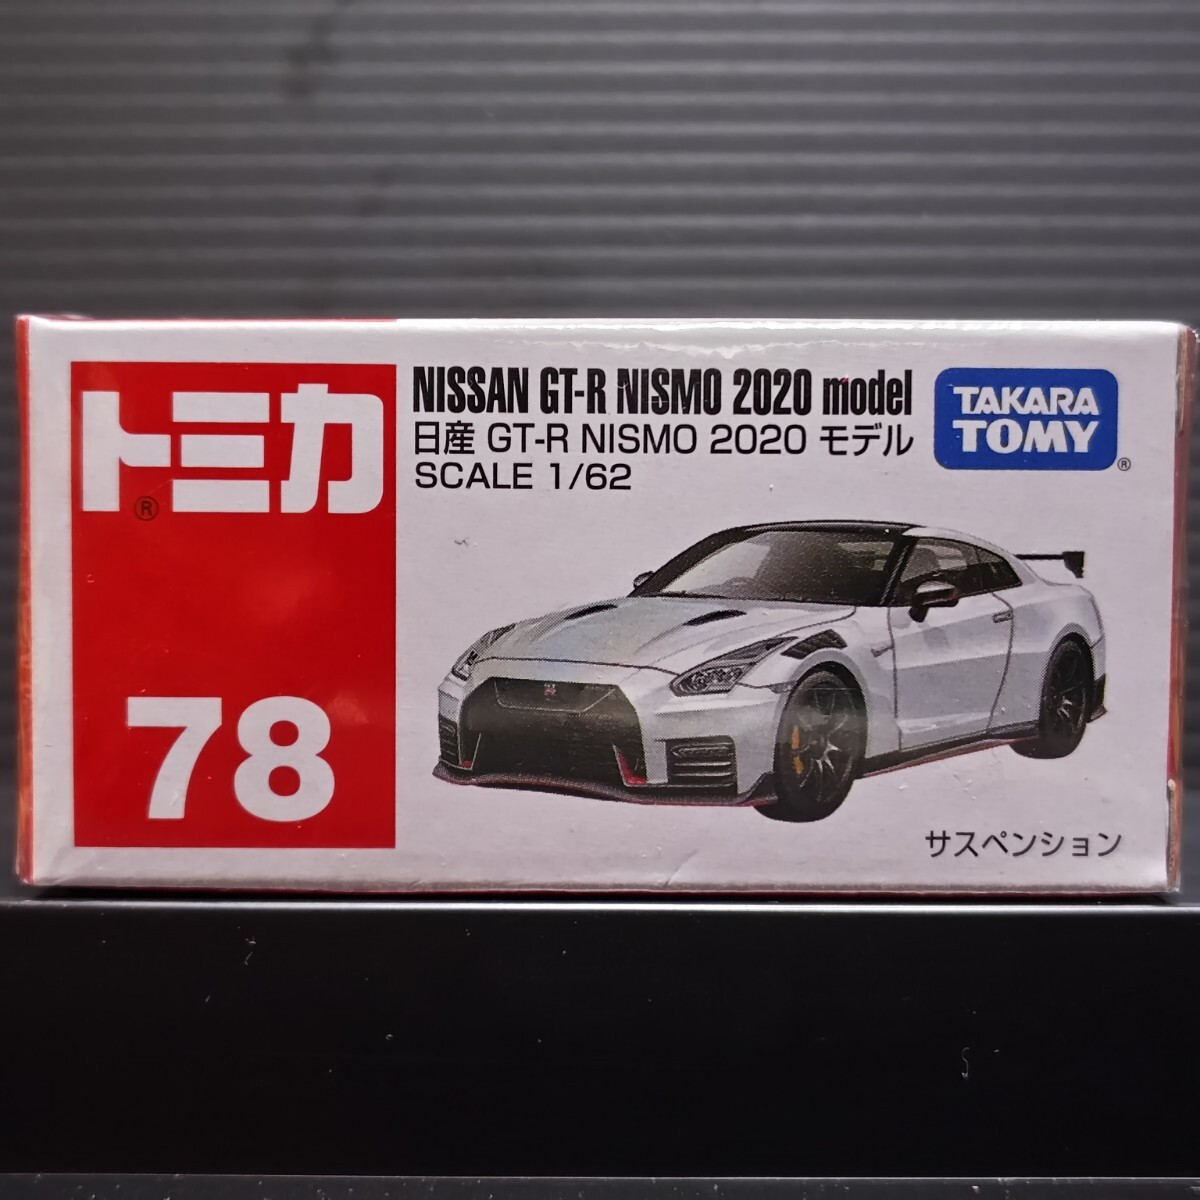 トミカ
®
78
NISSAN GT-R NISMO 2020 model
日産 GT-R NISMO 2020 モデル
SCALE 1/62
TAKARA
TOMY
®
サスペンション